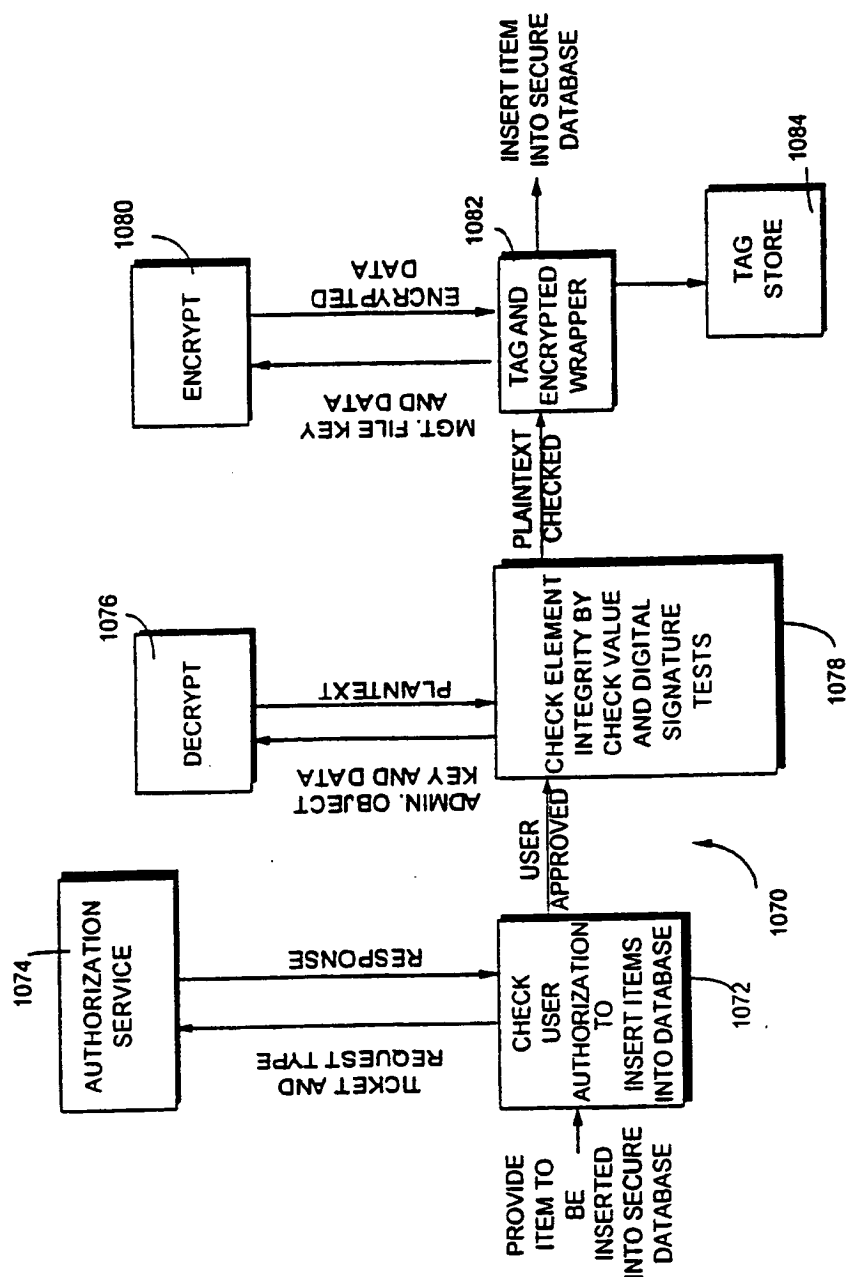 1074
AUTHORIZATION
SERVICE
TICKET AND
REQUEST TYPE
RESPONSE
PROVIDE
ITEM TO
BE
INSERTED
INTO SECURE
DATABASE
CHECK
USER
AUTHORIZATION
TO
INSERT ITEMS
INTO DATABASE
1072
1070
USER
APPROVED
1076
DECRYPT
ADMIN. OBJECT
KEY AND DATA
PLAINTEXT
CHECK ELEMENT
INTEGRITY BY
CHECK VALUE
AND DIGITAL
SIGNATURE
TESTS
1078
PLAINTEXT
CHECKED
1080
ENCRYPT
MGT. FILE KEY
AND DATA
ENCRYPTED
DATA
1082
TAG AND
ENCRYPTED
WRAPPER
INSERT ITEM
INTO SECURE
DATABASE
TAG
STORE
1084